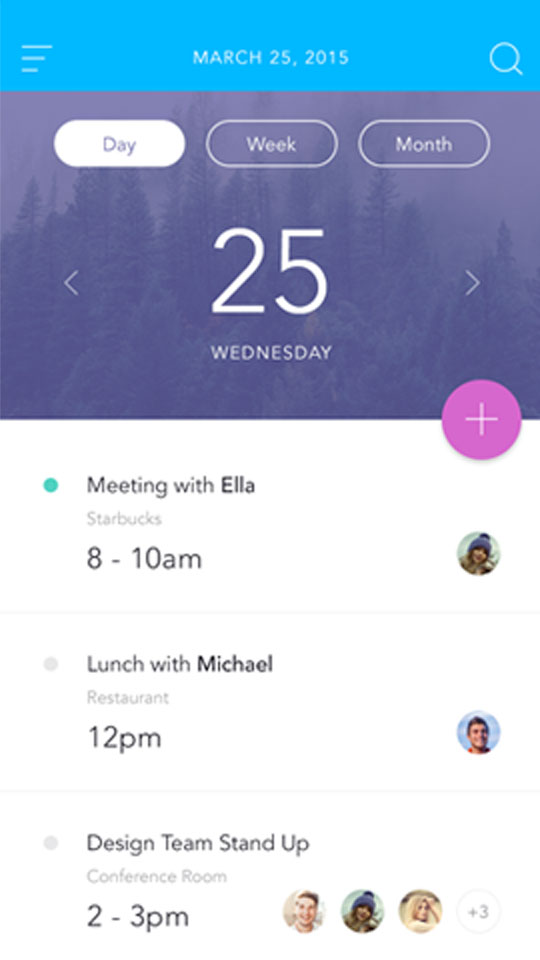 MARCH 25, 2015
Day Week Month
25
WEDNESDAY
Meeting with Ella
Starbucks
8 - 10am
Lunch with Michael
Restaurant
12pm
Design Team Stand Up
Conference Room
2 - 3pm
+3